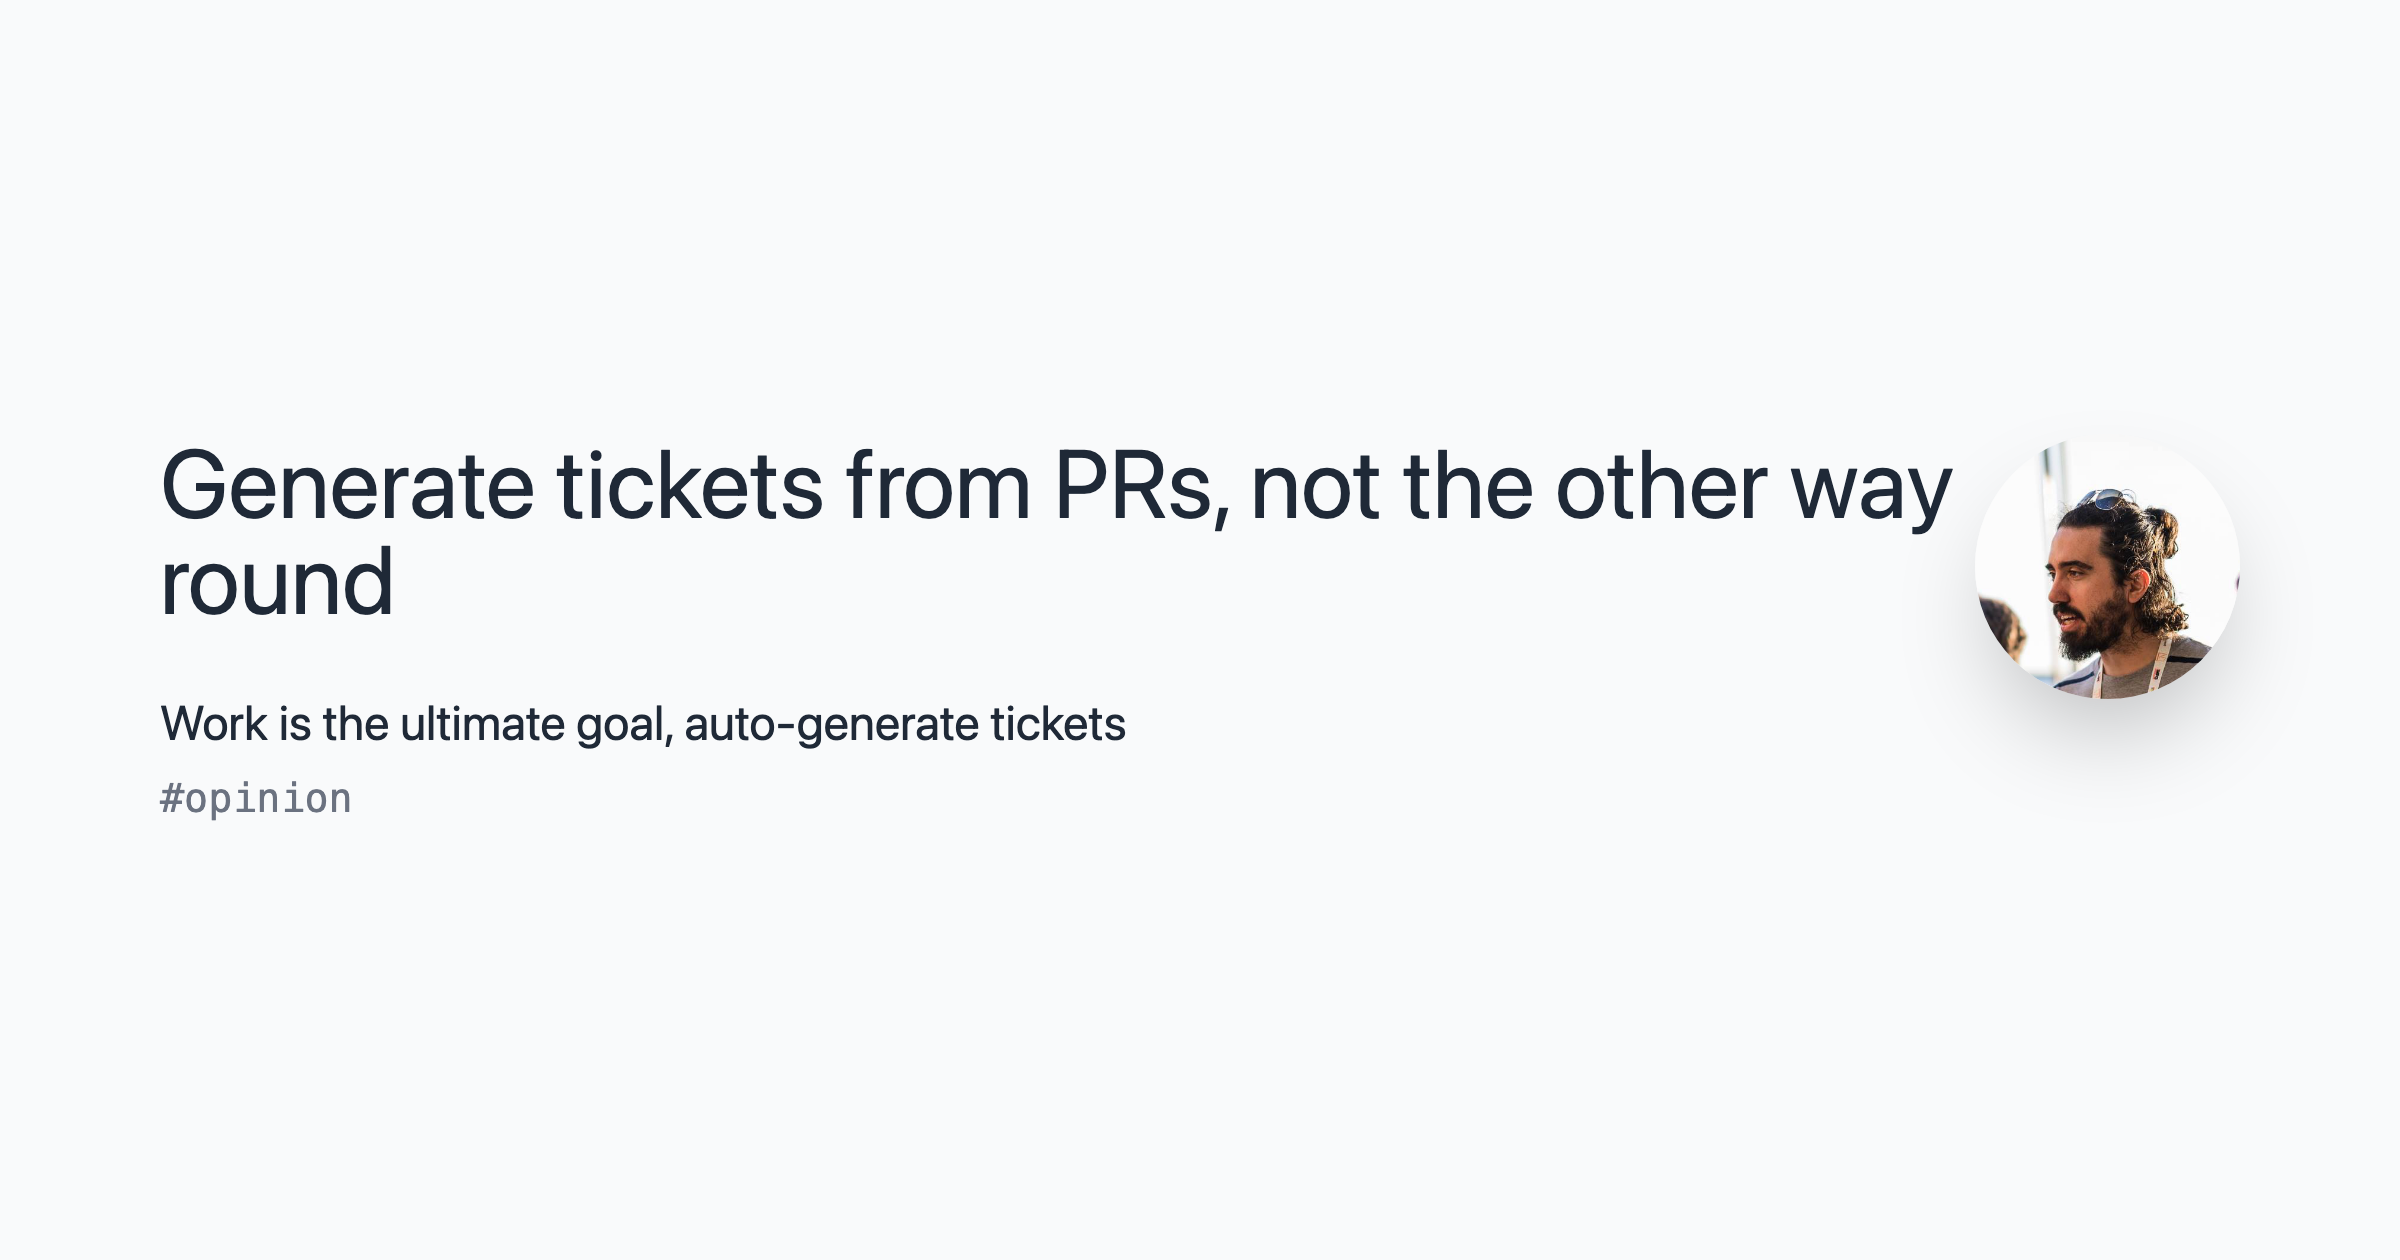 Generate tickets from PRs, not the other way
round
Work is the ultimate goal, auto-generate tickets
#opinion